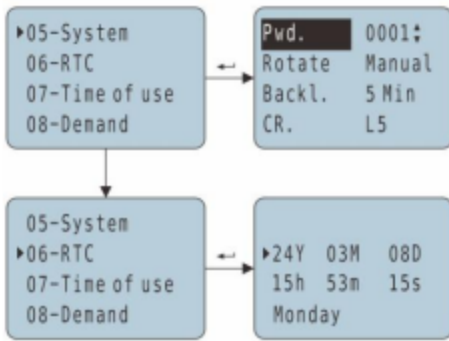 ▸05-System
06-RTC
07-Time of use
08-Demand
Pwd. 0001
Rotate Manual
Backl. 5 Min
CR. L5
05-System
▸06-RTC
07-Time of use
08-Demand
▸24Y 03M 08D
15h 53m 15s
Monday